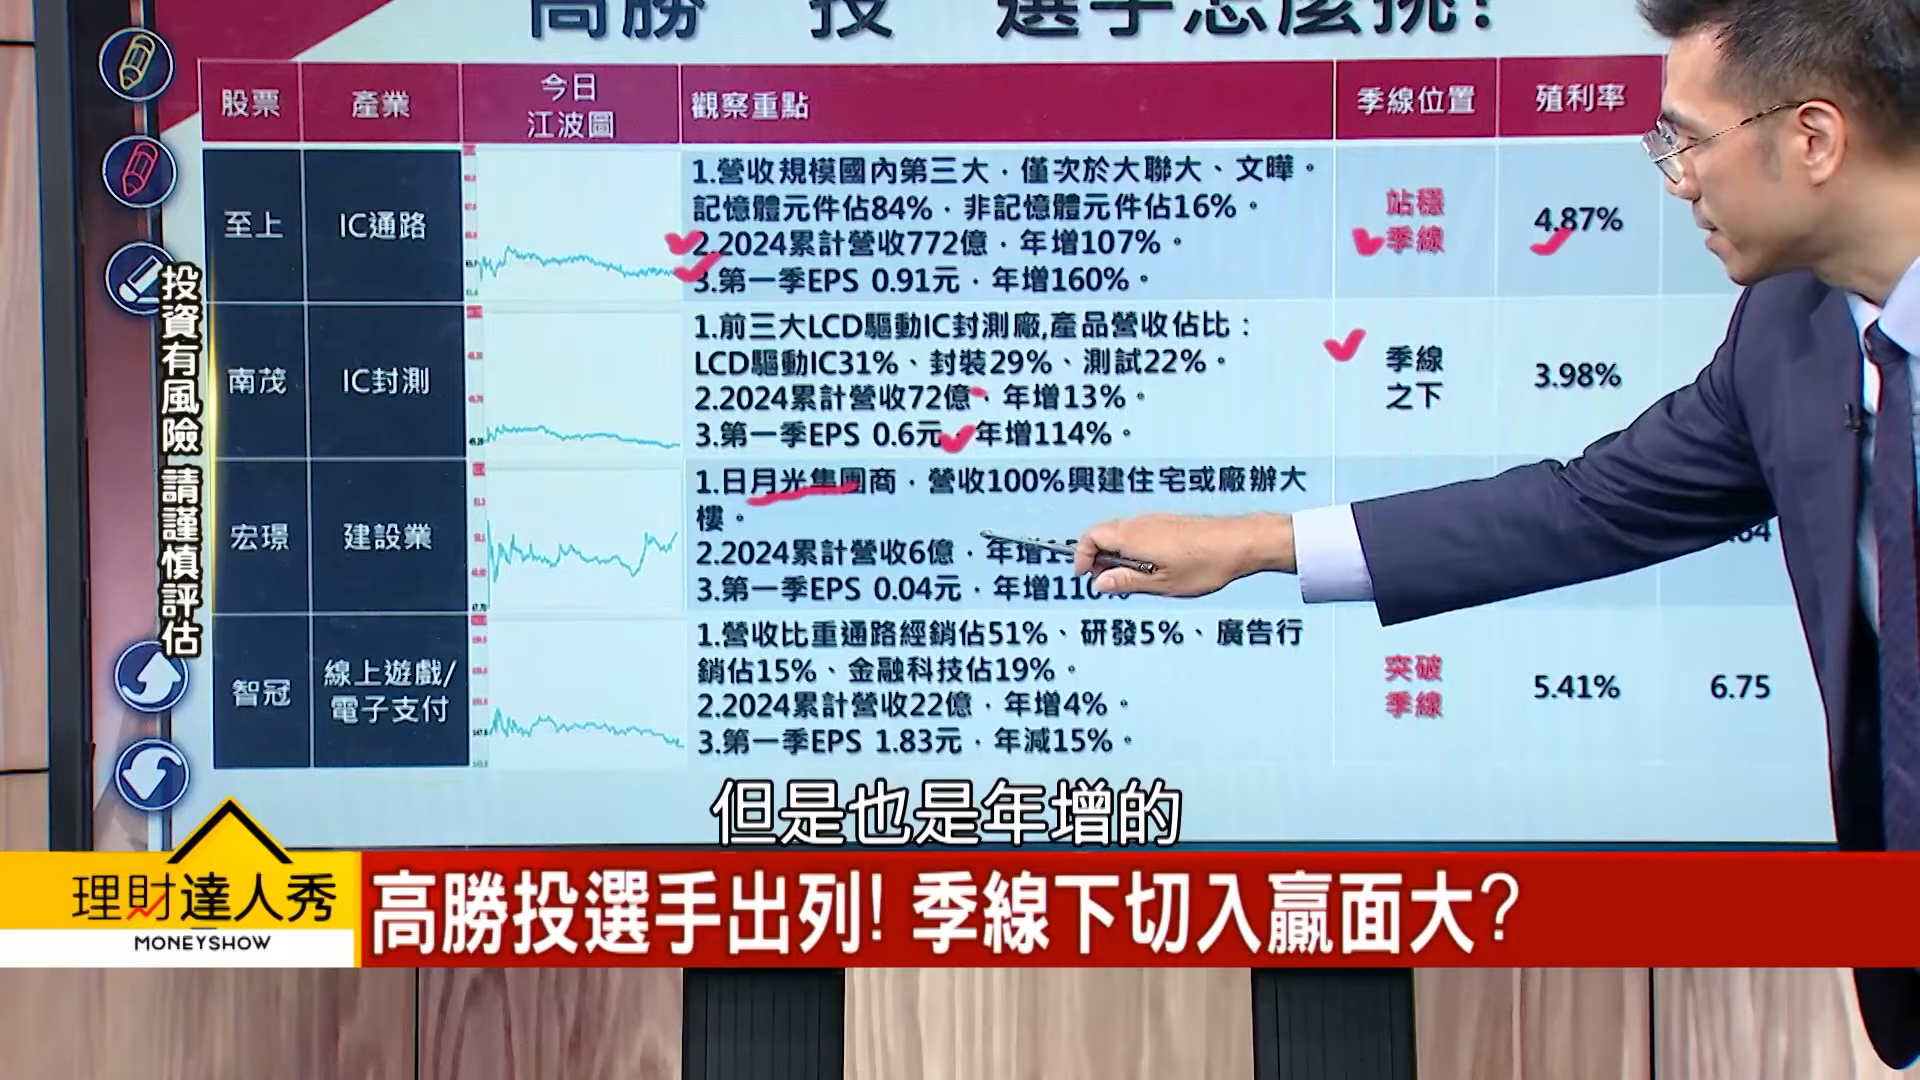 高勝 投 選手怎麼挑?
股票
產業
今日
江波圖
觀察重點
季線位置
殖利率
至上
IC通路
1.營收規模國內第三大，僅次於大聯大、文曄。
記憶體元件佔84%，非記憶體元件佔16%。
2.2024累計營收772億，年增107%。
3.第一季EPS 0.91元，年增160%。
站穩
季線
4.87%
南茂
IC封測
1.前三大LCD驅動IC封測廠,產品營收佔比：
LCD驅動IC31%、封裝29%、測試22%。
2.2024累計營收72億、年增13%。
3.第一季EPS 0.6元，年增114%。
季線
之下
3.98%
宏璟
建設業
1.日月光集團商，營收100%興建住宅或廠辦大
樓。
2.2024累計營收6億，年增
3.第一季EPS 0.04元，年增110%
智冠
線上遊戲/
電子支付
1.營收比重通路經銷佔51%、研發5%、廣告行
銷佔15%、金融科技佔19%。
2.2024累計營收22億，年增4%。
3.第一季EPS 1.83元，年減15%。
突破
季線
5.41%
6.75
投資有風險 請謹慎評估
但是也是年增的
理財達人秀
MONEYSHOW
高勝投選手出列! 季線下切入贏面大?